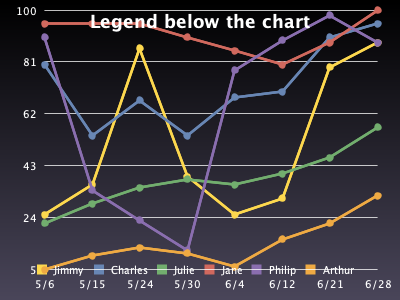 Legend below the chart
100
81
62
43
24
5
Jimmy Charles Julie Jane Philip Arthur
5/6 5/15 5/24 5/30 6/4 6/12 6/21 6/28